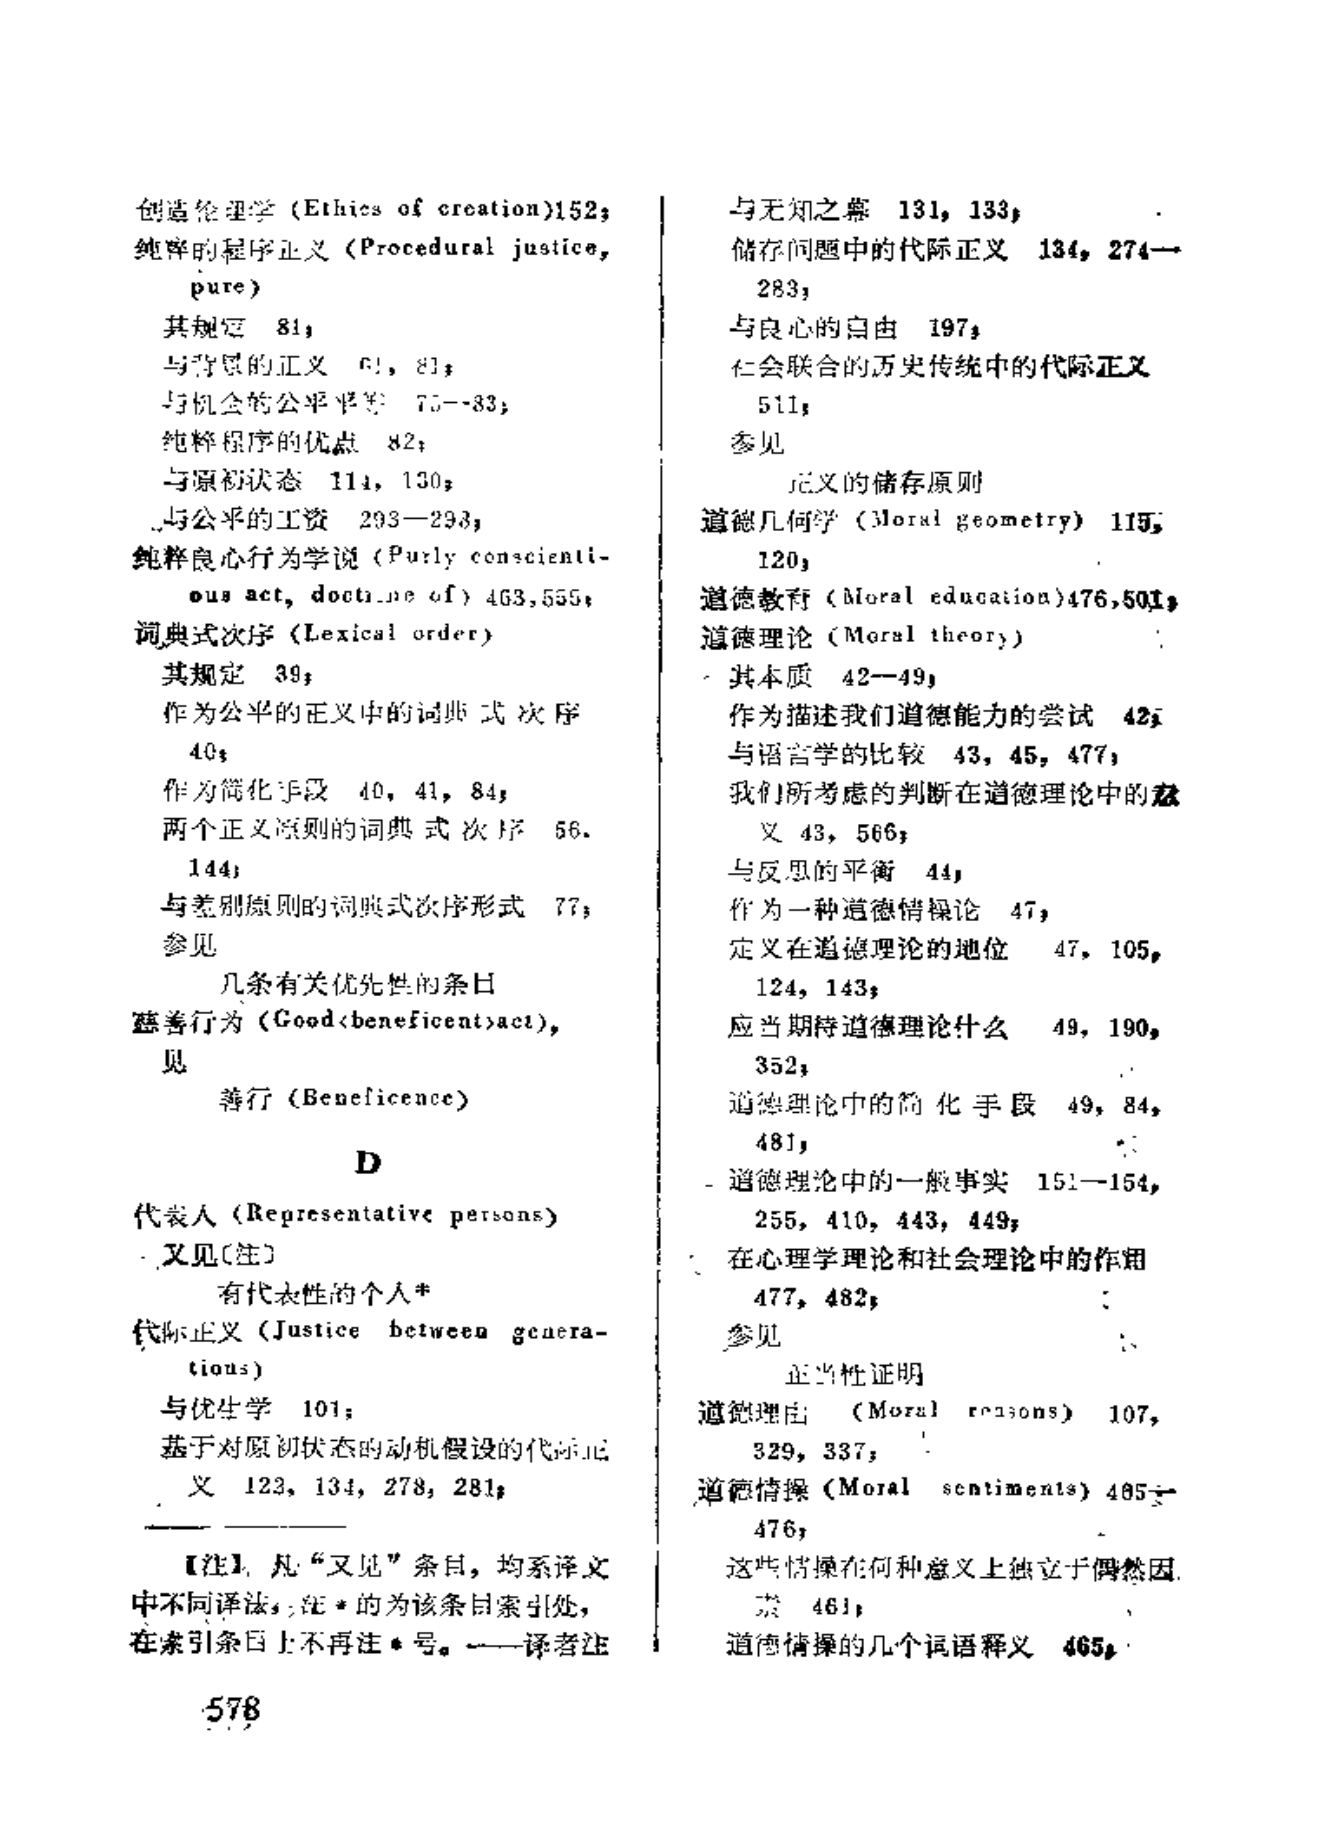 创造伦理学（Ethics of creation)152;
纯粹的程序正义（Procedural justice,
pure）
其规定 81;
与背景的正义 81;
与机会的公平平等 --83;
纯粹程序的优点 82;
与原初状态 130;
与公平的工资 293—298;
纯粹良心行为学说（Purly conscienti-
ous act, doctrine of）463,555;
词典式次序（Lexical order）
其规定 39;
作为公平的正义中的词典 式 次 序
40;
作为简化手段 40, 41, 84;
两个正义原则的词典 式 次 序 56.
144;
与差别原则的词典式次序形式 77;
参见
几条有关优先性的条目
慈善行为（Good<beneficent>act),
见
善行（Beneficence）
D
代表人（Representative persons）
又见〔注〕
有代表性的个人*
代际正义（Justice between genera-
tions）
与优生学 101;
基于对原初状态的动机假设的代际正
义 123, 134, 278, 281;
【注】凡“又见”条目，均系译文
中不同译法，在*的为该条目索引处，
在索引条目上不再注*号。——译者注
与无知之幕 131, 133;
储存问题中的代际正义 134, 274—
283;
与良心的自由 197;
社会联合的历史传统中的代际正义
511;
参见
正义的储存原则
道德几何学（Moral geometry） 115,
120;
道德教育（Moral education)476,501;
道德理论（Moral theory）
其本质 42—49;
作为描述我们道德能力的尝试 42;
与语言学的比较 43, 45, 477;
我们所考虑的判断在道德理论中的意
义 43, 566;
与反思的平衡 44;
作为一种道德情操论 47;
定义在道德理论的地位 47, 105,
124, 143;
应当期待道德理论什么 49, 190,
352;
道德理论中的简 化 手 段 49, 84,
481;
道德理论中的一般事实 151—154,
255, 410, 443, 449;
在心理学理论和社会理论中的作用
477, 482;
参见
正当性证明
道德理由 （Moral reasons） 107,
329, 337;
道德情操（Moral sentiments）465—
476;
这些情操在何种意义上独立于偶然因
素 461;
道德情操的几个词语释义 465;
578